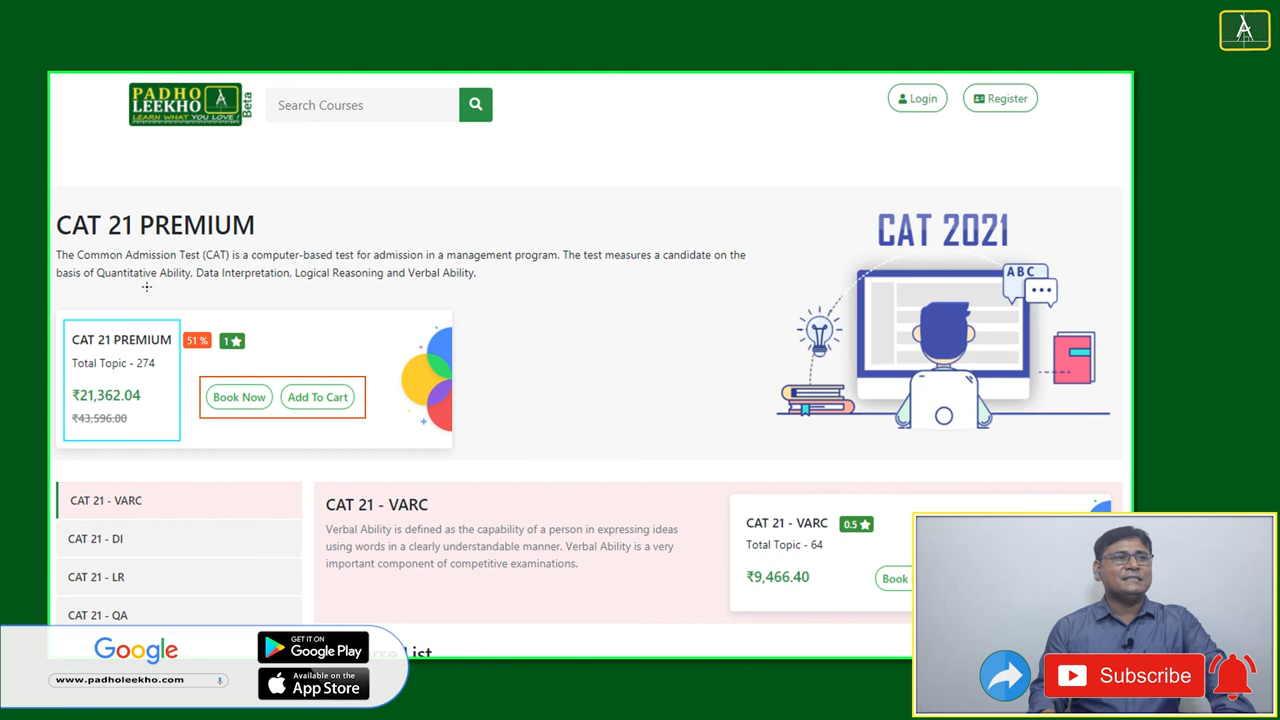 PADHO
LEEKHO
LEARN WHAT YOU LOVE !
Beta
Search Courses
Login
Register
CAT 21 PREMIUM
The Common Admission Test (CAT) is a computer-based test for admission in a management program. The test measures a candidate on the
basis of Quantitative Ability, Data Interpretation, Logical Reasoning and Verbal Ability.
CAT 2021
ABC
CAT 21 PREMIUM 51 % 1
Total Topic - 274
₹21,362.04
₹43,596.00
Book Now Add To Cart
CAT 21 - VARC
CAT 21 - DI
CAT 21 - LR
CAT 21 - QA
CAT 21 - VARC
Verbal Ability is defined as the capability of a person in expressing ideas
using words in a clearly understandable manner. Verbal Ability is a very
important component of competitive examinations.
CAT 21 - VARC 0.5
Total Topic - 64
₹9,466.40
Book
List
Google
www.padholeekho.com
GET IT ON
Google Play
Available on the
App Store
Subscribe